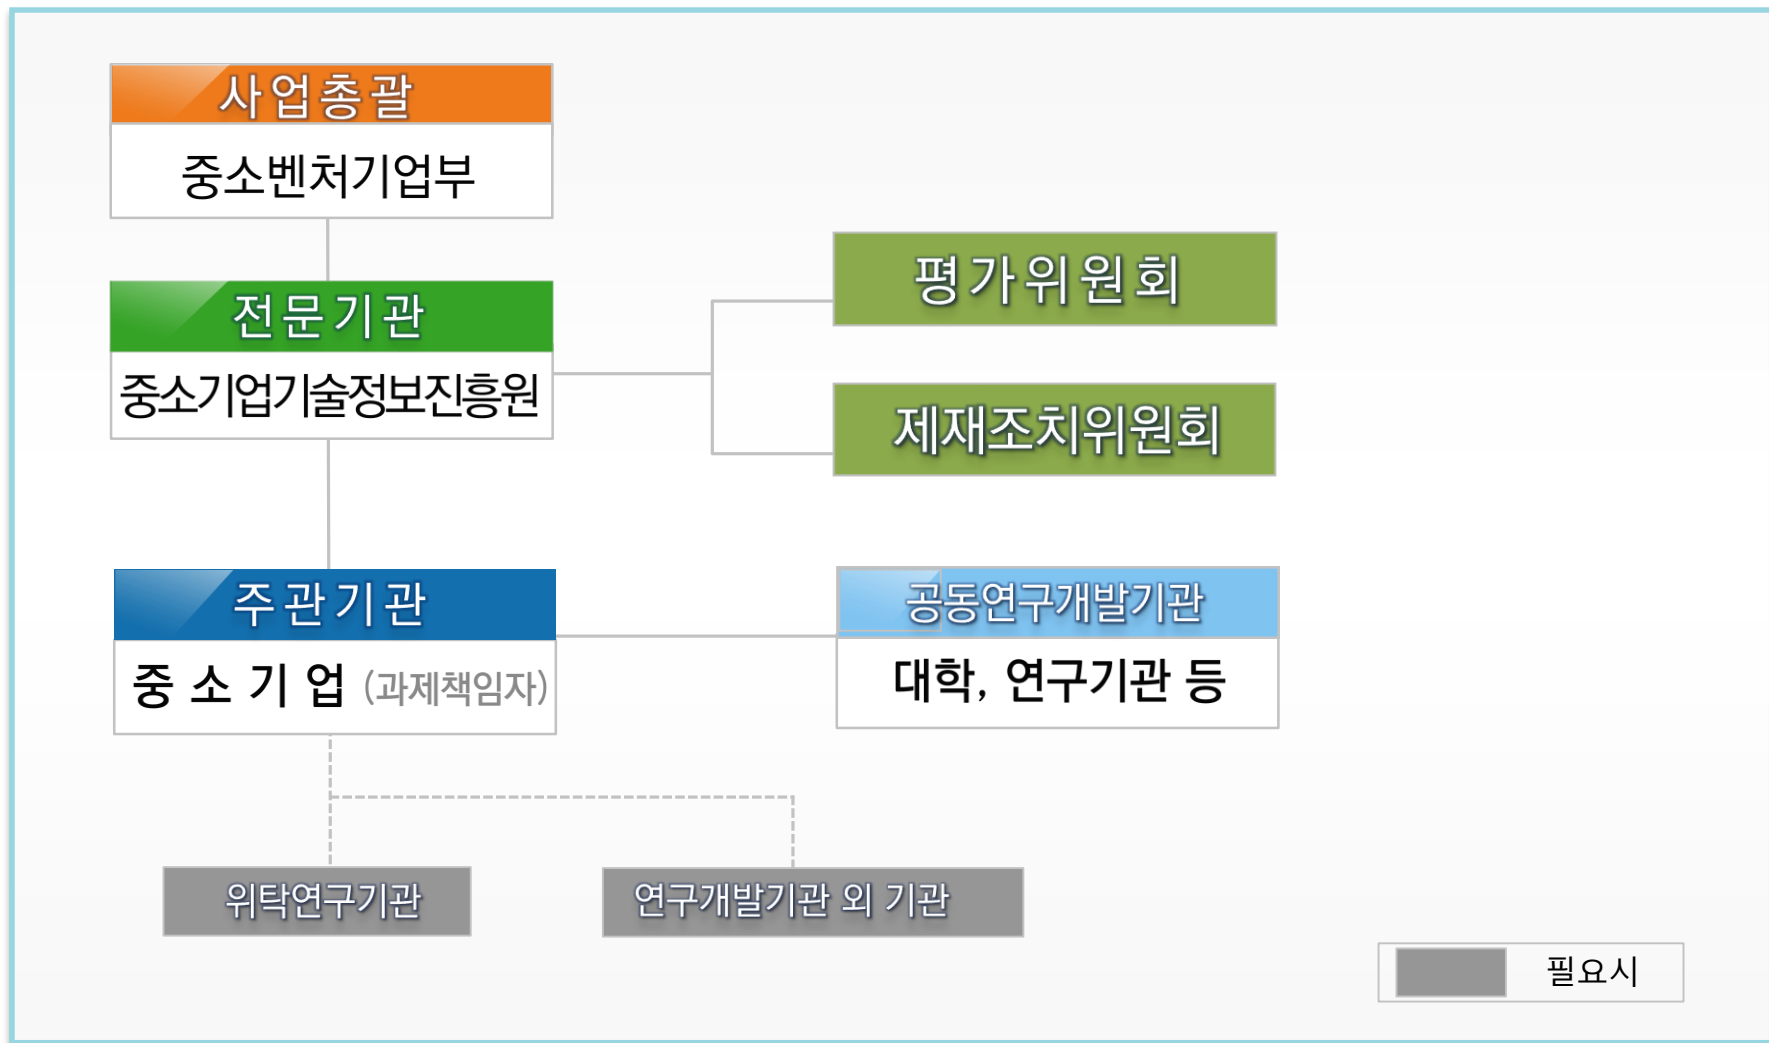 사업총괄
중소벤처기업부
전문기관
중소기업기술정보진흥원
평가위원회
제재조치위원회
주관기관
중소기업 (과제책임자)
공동연구개발기관
대학, 연구기관 등
위탁연구기관
연구개발기관 외 기관
필요시